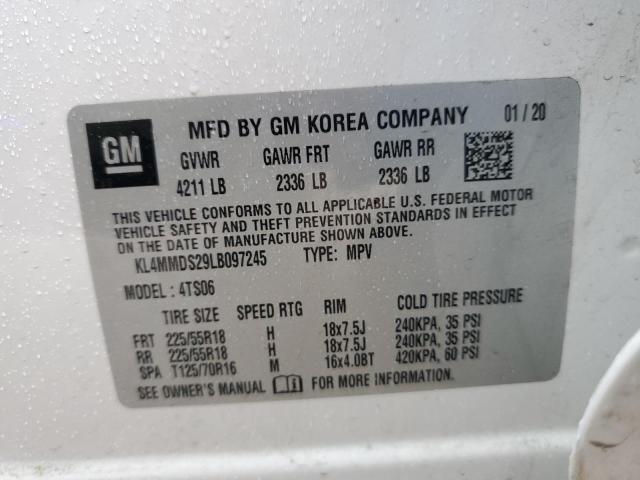 GM
MFD BY GM KOREA COMPANY 01 / 20
GVWR GAWR FRT GAWR RR
4211 LB 2336 LB 2336 LB
THIS VEHICLE CONFORMS TO ALL APPLICABLE U.S. FEDERAL MOTOR
VEHICLE SAFETY AND THEFT PREVENTION STANDARDS IN EFFECT
ON THE DATE OF MANUFACTURE SHOWN ABOVE.
KL4MMDS29LB097245 TYPE: MPV
MODEL : 4TS06
TIRE SIZE SPEED RTG RIM COLD TIRE PRESSURE
FRT 225/55R18 H 18x7.5J 240KPA, 35 PSI
RR 225/55R18 H 18x7.5J 240KPA, 35 PSI
SPA T125/70R16 M 16x4.0BT 420KPA, 60 PSI
SEE OWNER'S MANUAL FOR MORE INFORMATION.